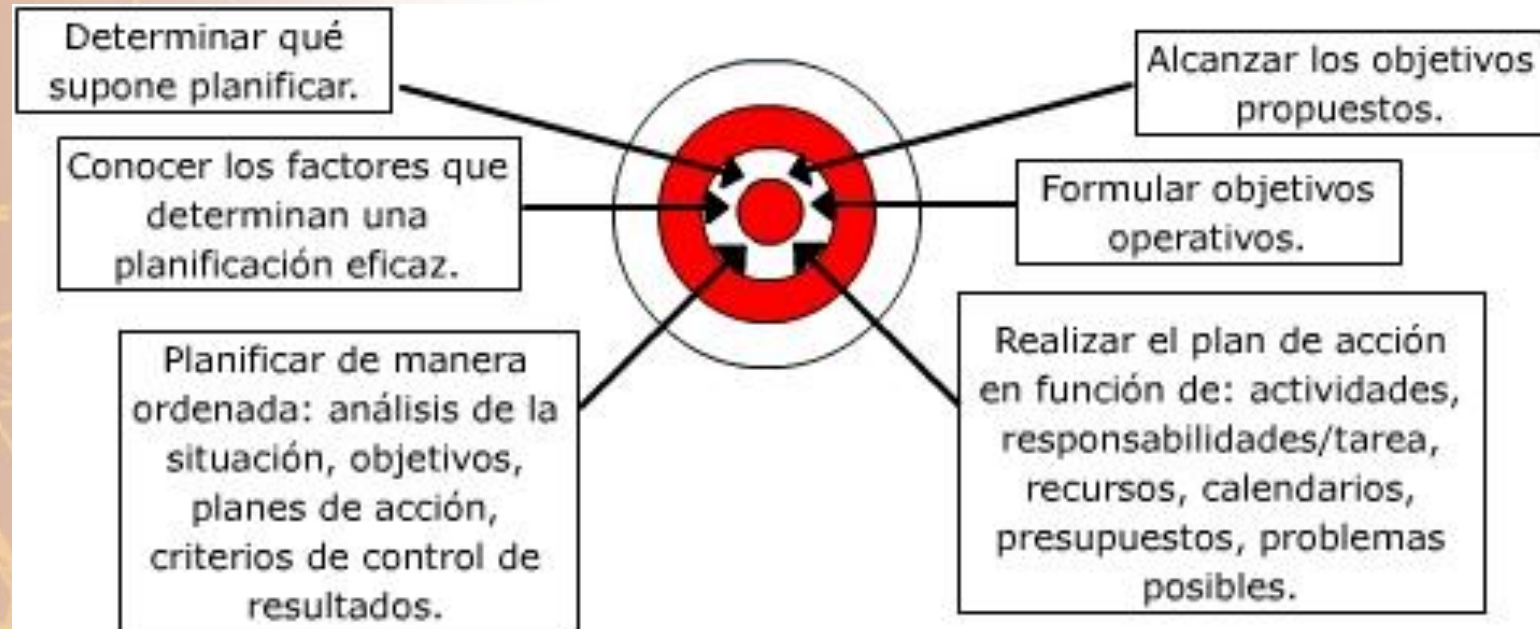 Determinar qué
supone planificar.
Conocer los factores que
determinan una
planificación eficaz.
Planificar de manera
ordenada: análisis de la
situación, objetivos,
planes de acción,
criterios de control de
resultados.
Alcanzar los objetivos
propuestos.
Formular objetivos
operativos.
Realizar el plan de acción
en función de: actividades,
responsabilidades/tarea,
recursos, calendarios,
presupuestos, problemas
posibles.